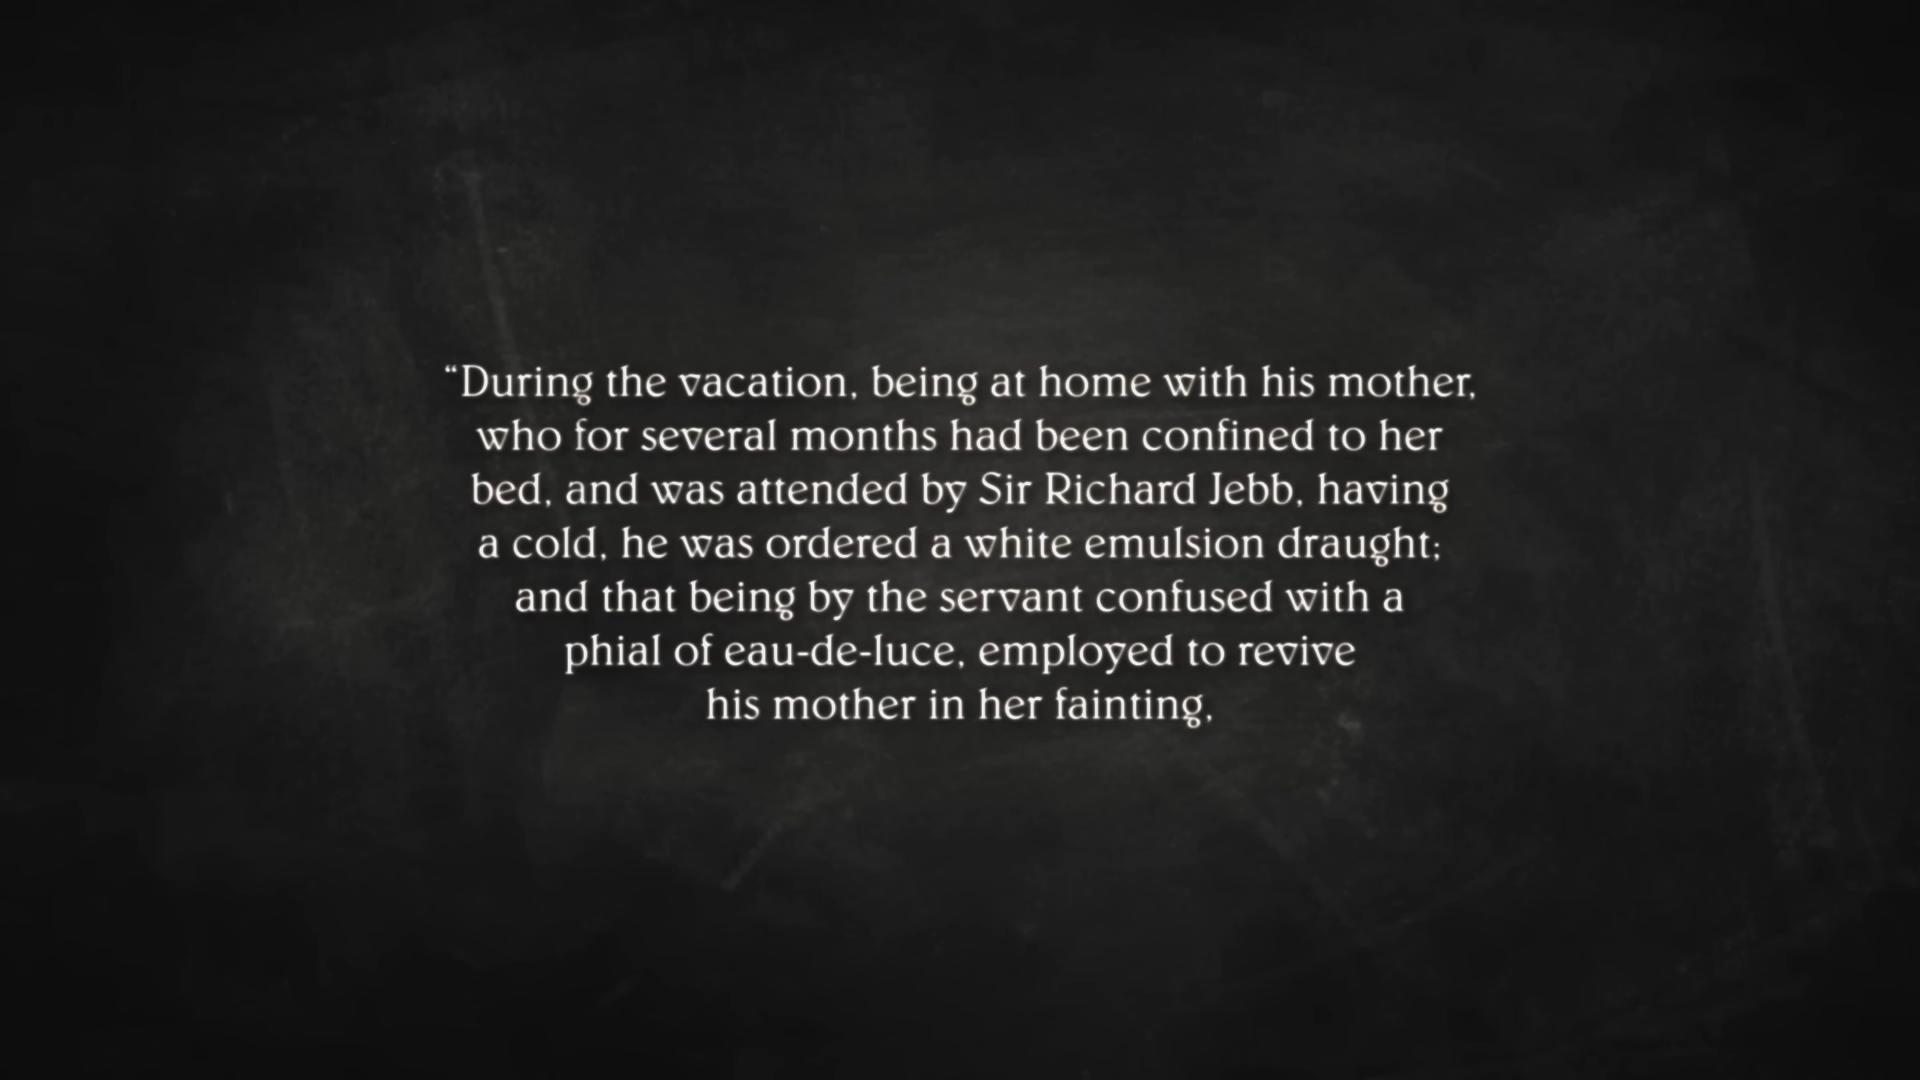 “During the vacation, being at home with his mother,
who for several months had been confined to her
bed, and was attended by Sir Richard Jebb, having
a cold, he was ordered a white emulsion draught;
and that being by the servant confused with a
phial of eau-de-luce, employed to revive
his mother in her fainting,